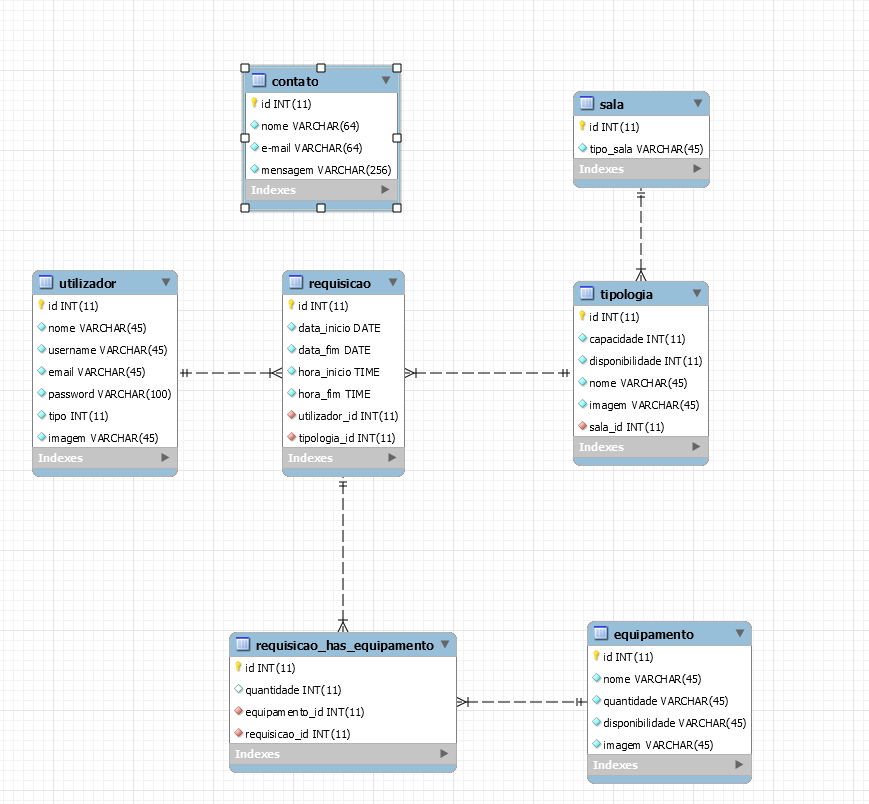 contato
id INT(11)
nome VARCHAR(64)
e-mail VARCHAR(64)
mensagem VARCHAR(256)
Indexes
sala
id INT(11)
tipo_sala VARCHAR(45)
Indexes
utilizador
id INT(11)
nome VARCHAR(45)
username VARCHAR(45)
email VARCHAR(45)
password VARCHAR(100)
tipo INT(11)
imagem VARCHAR(45)
Indexes
requisicao
id INT(11)
data_inicio DATE
data_fim DATE
hora_inicio TIME
hora_fim TIME
utilizador_id INT(11)
tipologia_id INT(11)
Indexes
tipologia
id INT(11)
capacidade INT(11)
disponibilidade INT(11)
nome VARCHAR(45)
imagem VARCHAR(45)
sala_id INT(11)
Indexes
requisicao_has_equipamento
id INT(11)
quantidade INT(11)
equipamento_id INT(11)
requisicao_id INT(11)
Indexes
equipamento
id INT(11)
nome VARCHAR(45)
quantidade VARCHAR(45)
disponibilidade VARCHAR(45)
imagem VARCHAR(45)
Indexes